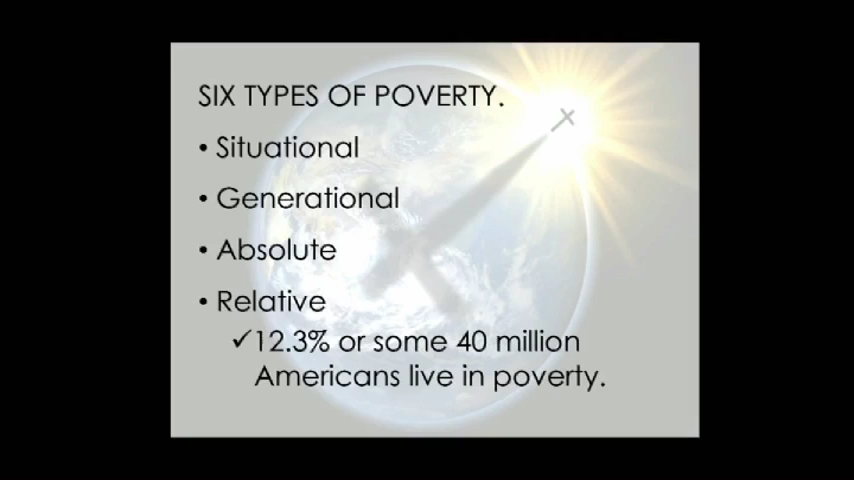 SIX TYPES OF POVERTY.
• Situational
• Generational
• Absolute
• Relative
✓12.3% or some 40 million
Americans live in poverty.